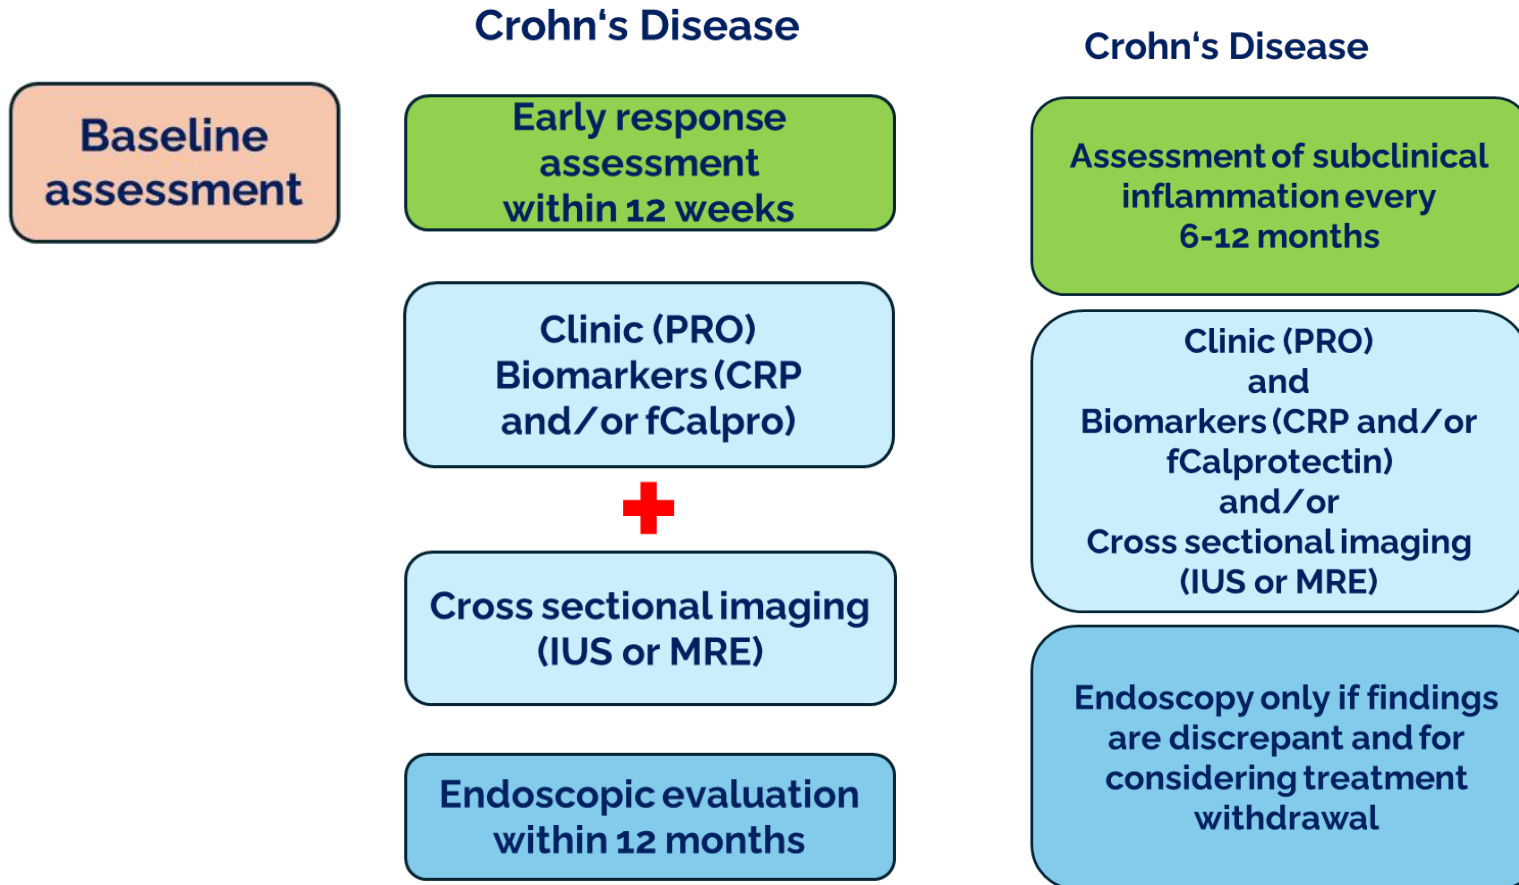 Crohn‘s Disease
Baseline
assessment
Early response
assessment
within 12 weeks
Clinic (PRO)
Biomarkers (CRP
and/or fCalpro)
Cross sectional imaging
(IUS or MRE)
Endoscopic evaluation
within 12 months
Crohn‘s Disease
Assessment of subclinical
inflammation every
6-12 months
Clinic (PRO)
and
Biomarkers (CRP and/or
fCalprotectin)
and/or
Cross sectional imaging
(IUS or MRE)
Endoscopy only if findings
are discrepant and for
considering treatment
withdrawal